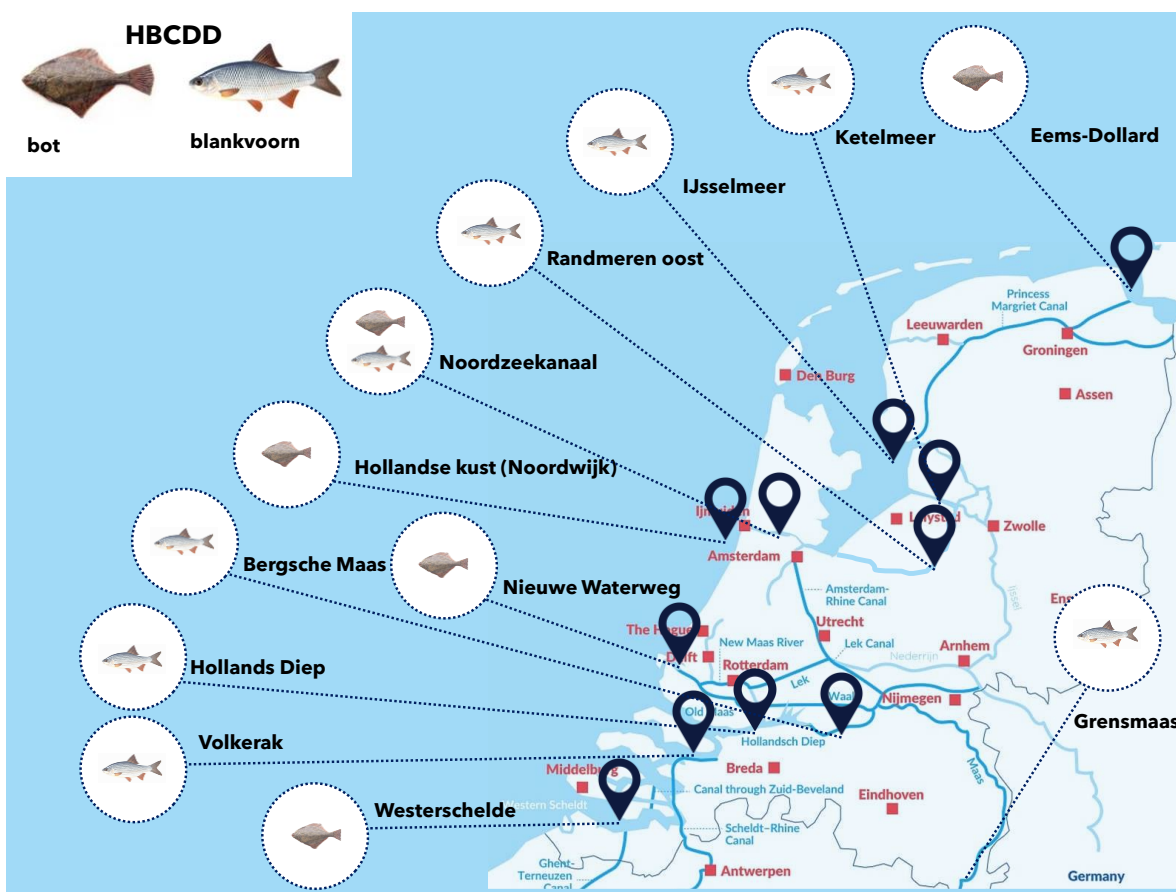 HBCDD
bot
blankvoorn
Ketelmeer
Eems-Dollard
IJsselmeer
Randmeren oost
Noordzeekanaal
Hollandse kust (Noordwijk)
Bergsche Maas
Nieuwe Waterweg
Hollands Diep
Volkerak
Westerschelde
Grensmaas
Princess
Margriet Canal
Leeuwarden
Groningen
Den Burg
Assen
Zwolle
Amsterdam
IJssel
Amsterdam-
Rhine Canal
Utrecht
Lek Canal
Arnhem
Nederrijn
New Maas River
Delft
Rotterdam
Lek
Waal
Nijmegen
Hollandsch Diep
Maas
Breda
Middelburg
Canal through Zuid-Beveland
Eindhoven
Western Scheldt
Scheldt–Rhine
Canal
Antwerpen
Ghent-
Terneuzen
Canal
Germany